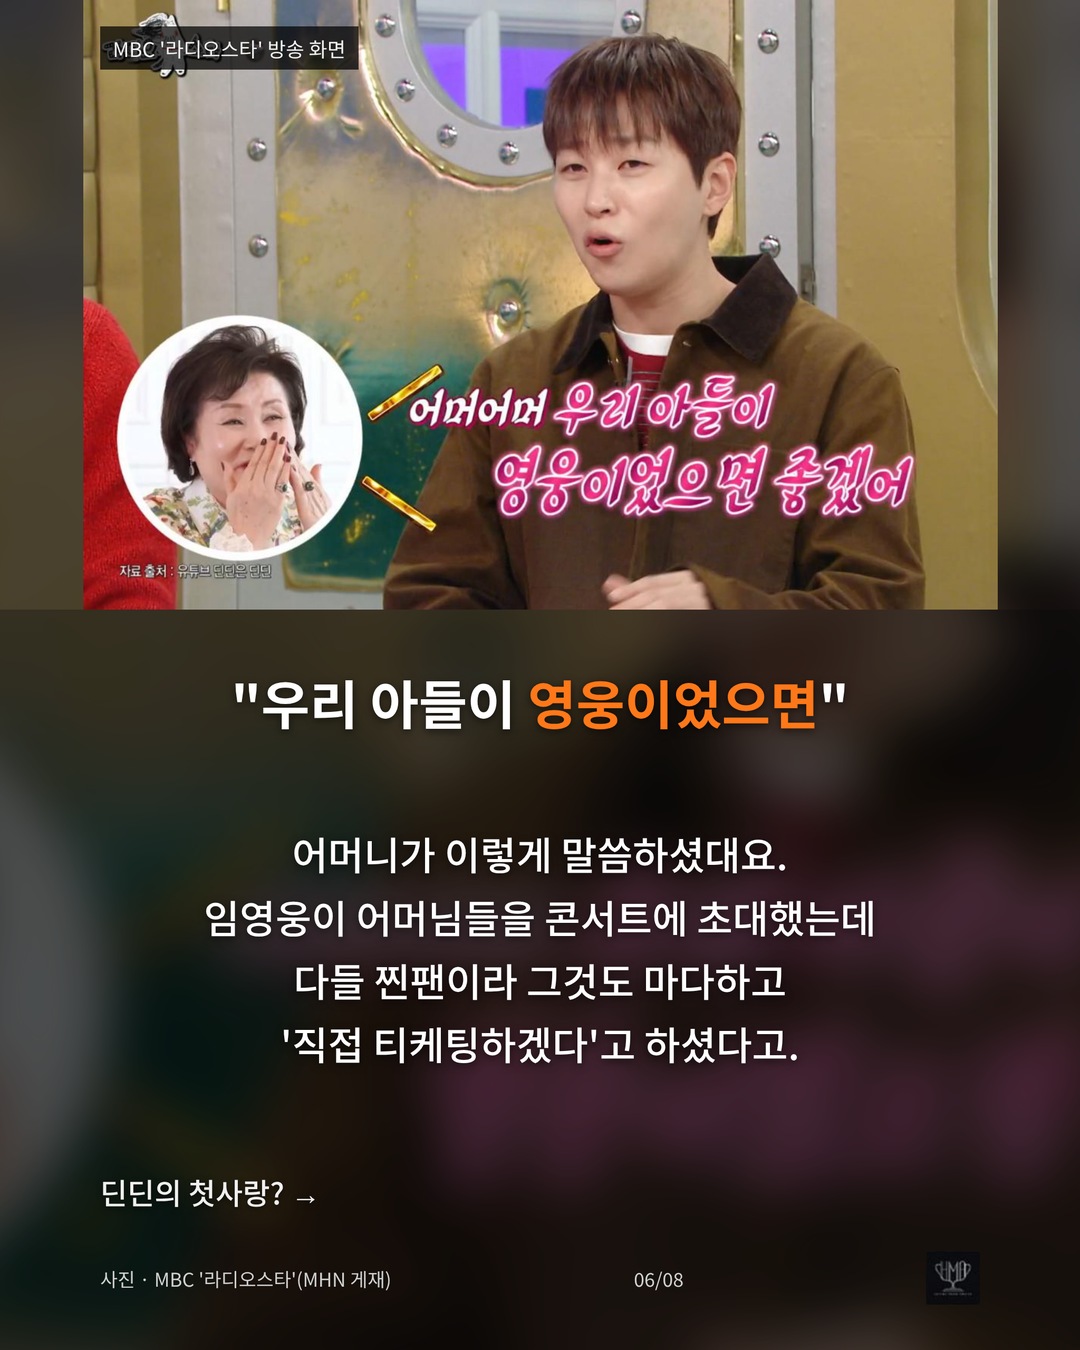 MBC '라디오스타' 방송 화면
어머어머 우리 아들이
영웅이었으면 좋겠어
자료 출처 : 유튜브 딘딘은 딘딘
"우리 아들이 영웅이었으면"
어머니가 이렇게 말씀하셨대요.
임영웅이 어머님들을 콘서트에 초대했는데
다들 찐팬이라 그것도 마다하고
'직접 티케팅하겠다'고 하셨다고.
딘딘의 첫사랑? →
사진 · MBC '라디오스타'(MHN 게재)
06/08